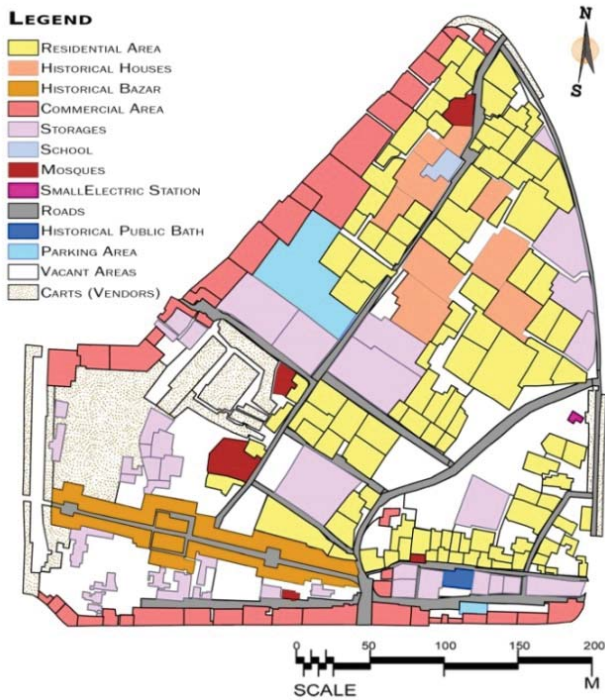 LEGEND
RESIDENTIAL AREA
HISTORICAL HOUSES
HISTORICAL BAZAR
COMMERCIAL AREA
STORAGES
SCHOOL
MOSQUES
SMALLELECTRIC STATION
ROADS
HISTORICAL PUBLIC BATH
PARKING AREA
VACANT AREAS
CARTS (VENDORS)
N
S
0 50 100 150 200
SCALE M